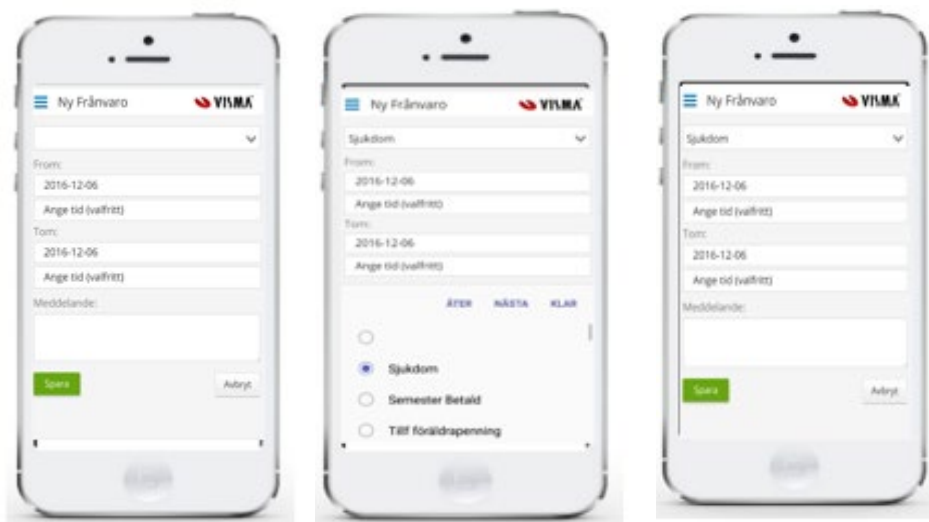 Ny Frånvaro VISMA
From:
2016-12-06
Ange tid (valfritt)
Tom:
2016-12-06
Ange tid (valfritt)
Meddelande:
Spara Avbryt
Ny Frånvaro VISMA
Sjukdom
From:
2016-12-06
Ange tid (valfritt)
Tom:
2016-12-06
Ange tid (valfritt)
ÅTER NÄSTA KLAR
Sjukdom
Semester Betald
Tillf föräldrapenning
Ny Frånvaro VISMA
Sjukdom
From:
2016-12-06
Ange tid (valfritt)
Tom:
2016-12-06
Ange tid (valfritt)
Meddelande:
Spara Avbryt